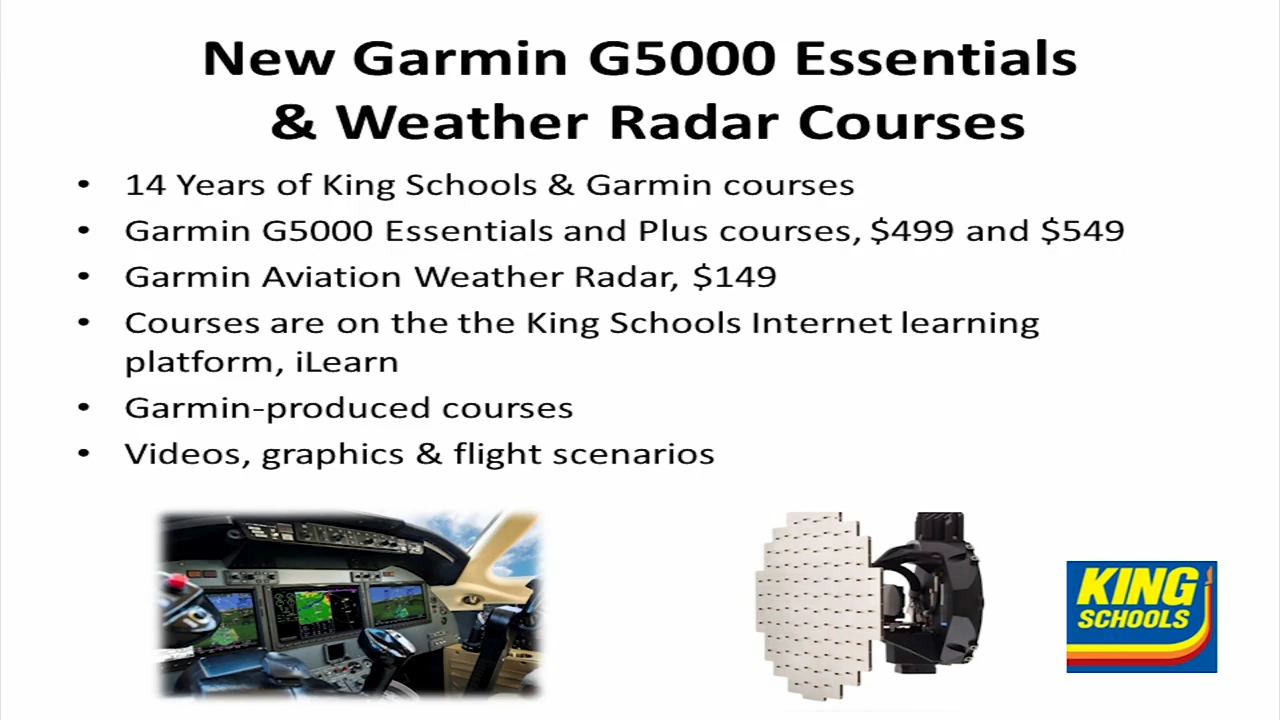 New Garmin G5000 Essentials
& Weather Radar Courses
• 14 Years of King Schools & Garmin courses
• Garmin G5000 Essentials and Plus courses, $499 and $549
• Garmin Aviation Weather Radar, $149
• Courses are on the the King Schools Internet learning
platform, iLearn
• Garmin-produced courses
• Videos, graphics & flight scenarios
KING
SCHOOLS